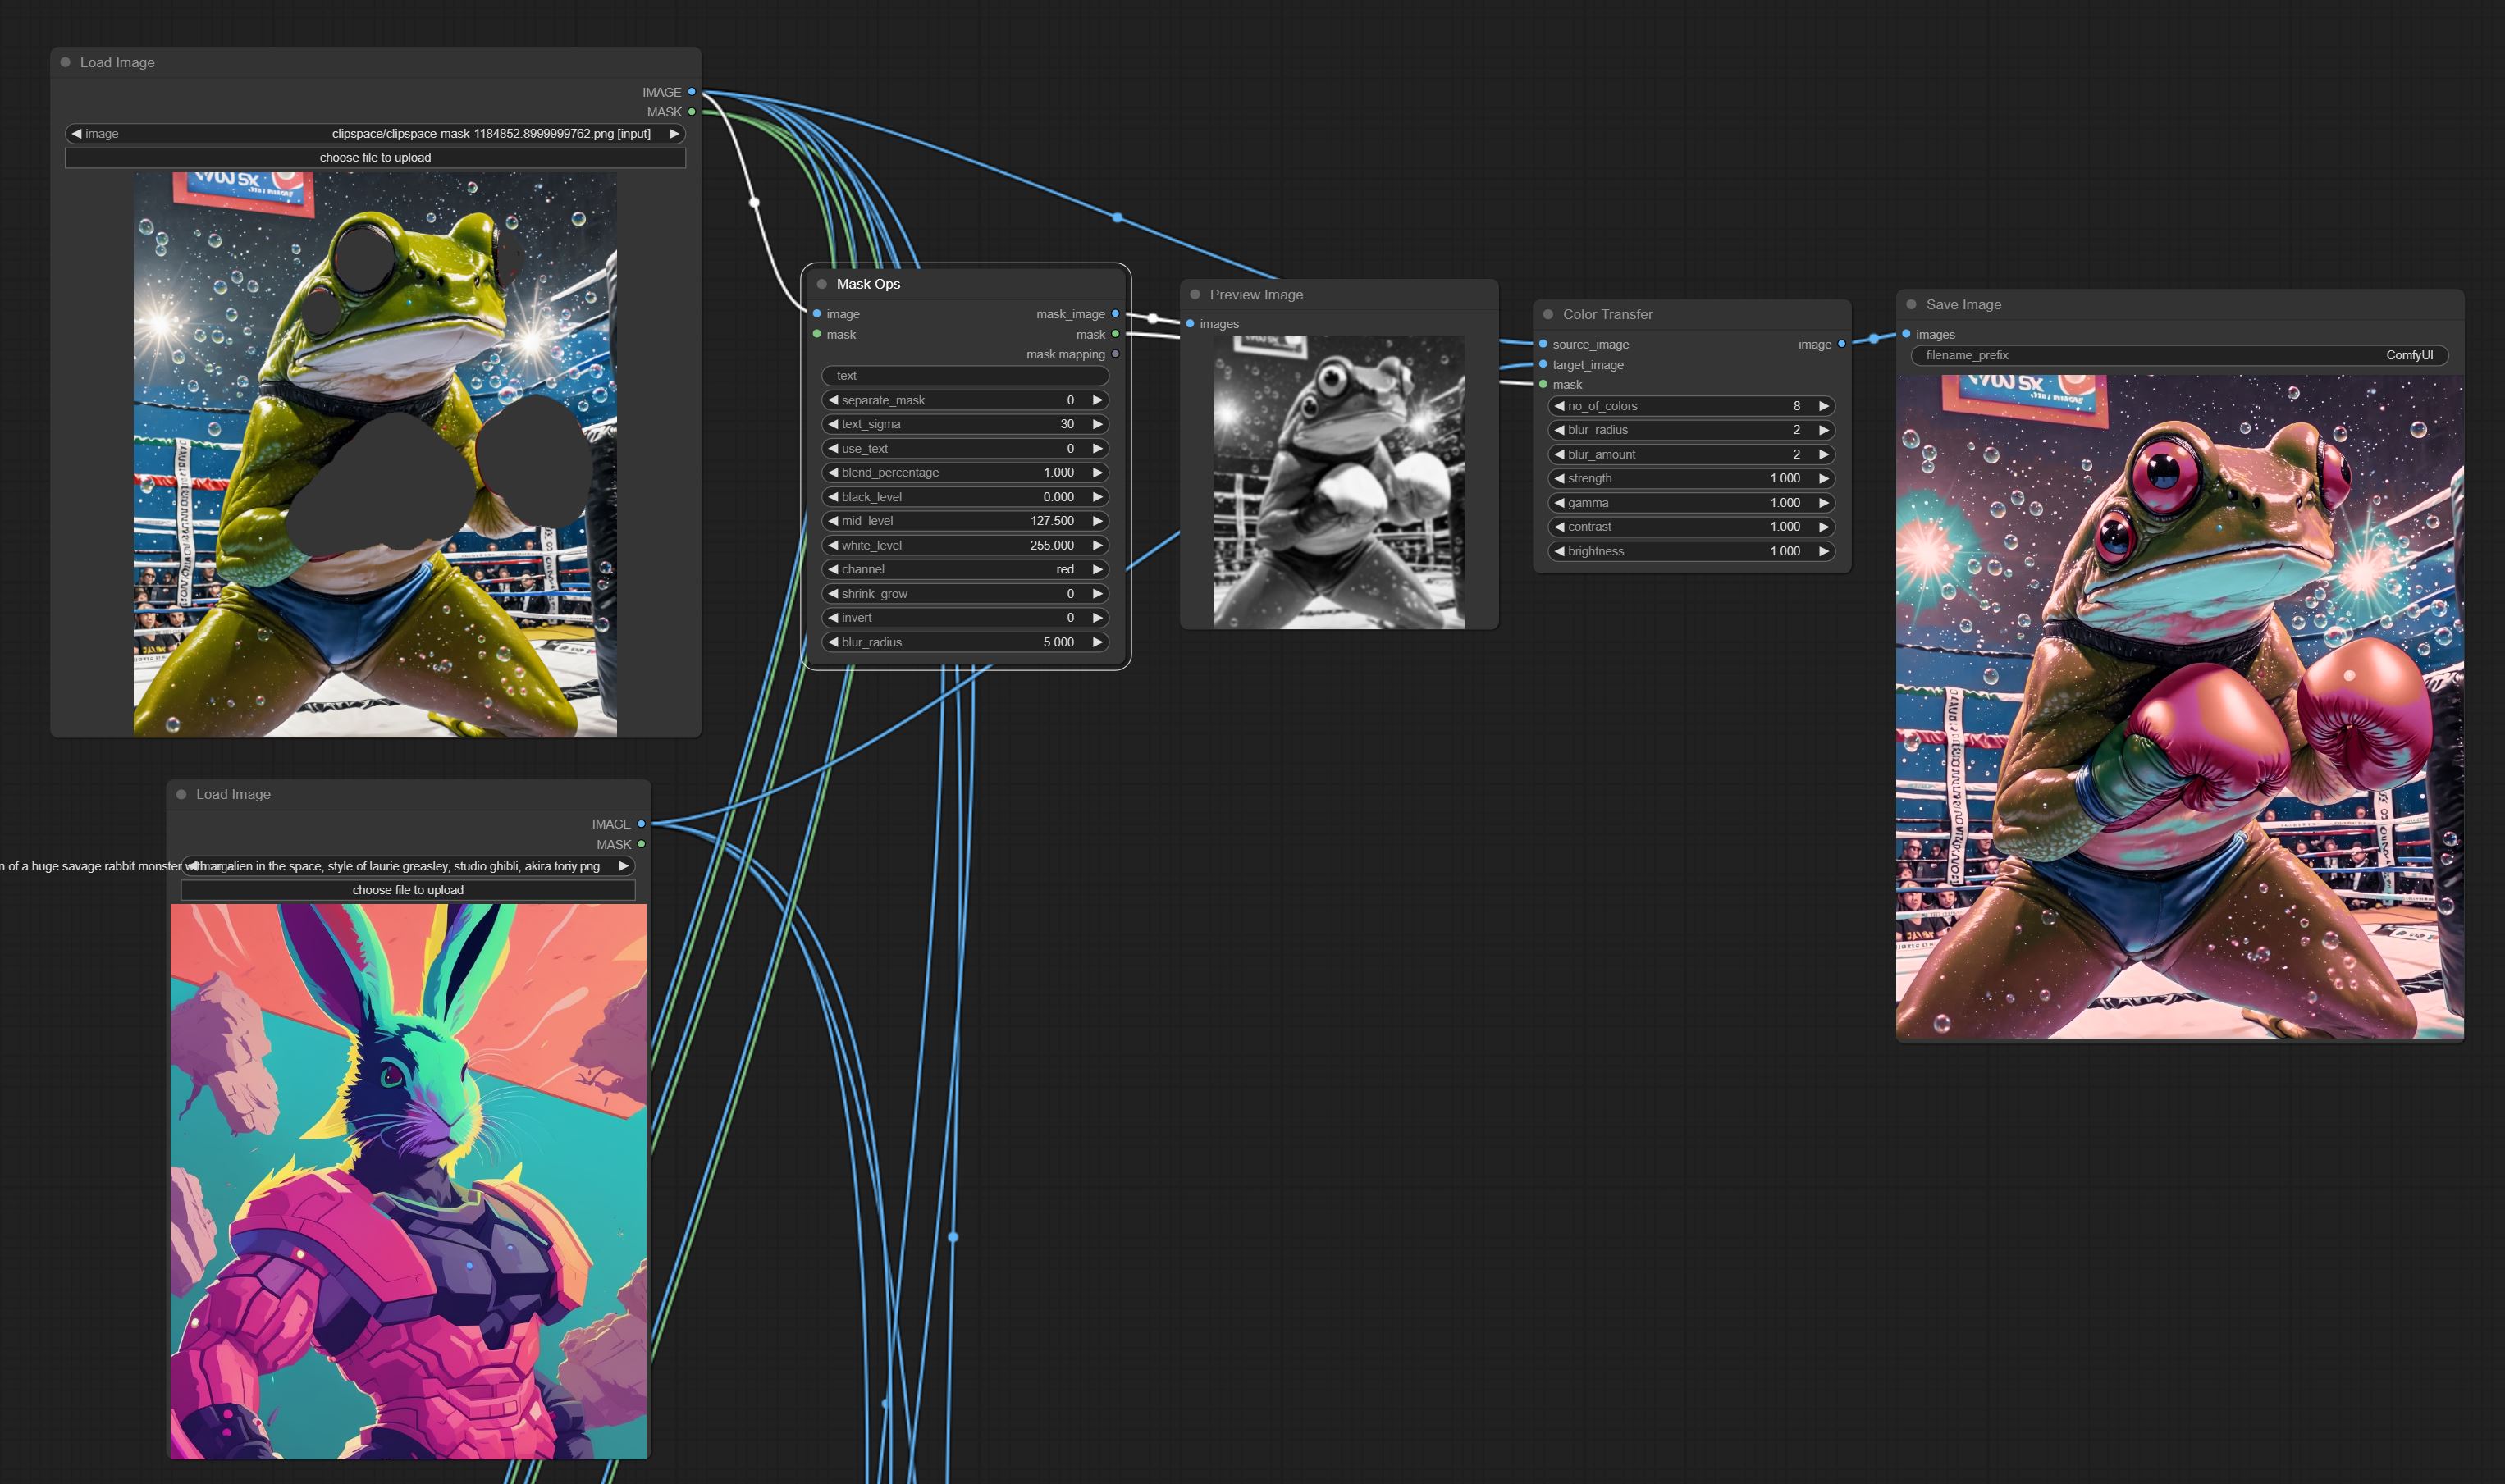 Load Image
IMAGE
MASK
image clipspace/clipspace-mask-1184852.8999999762.png [input]
choose file to upload
Mask Ops
image mask_image
mask mask
mask mapping
text
separate_mask 0
text_sigma 30
use_text 0
blend_percentage 1.000
black_level 0.000
mid_level 127.500
white_level 255.000
channel red
shrink_grow 0
invert 0
blur_radius 5.000
Preview Image
images
Color Transfer
source_image image
target_image
mask
no_of_colors 8
blur_radius 2
blur_amount 2
strength 1.000
gamma 1.000
contrast 1.000
brightness 1.000
Save Image
images
filename_prefix ComfyUI
Load Image
IMAGE
MASK
n of a huge savage rabbit monster with an alien in the space, style of laurie greasley, studio ghibli, akira toriy.png
choose file to upload